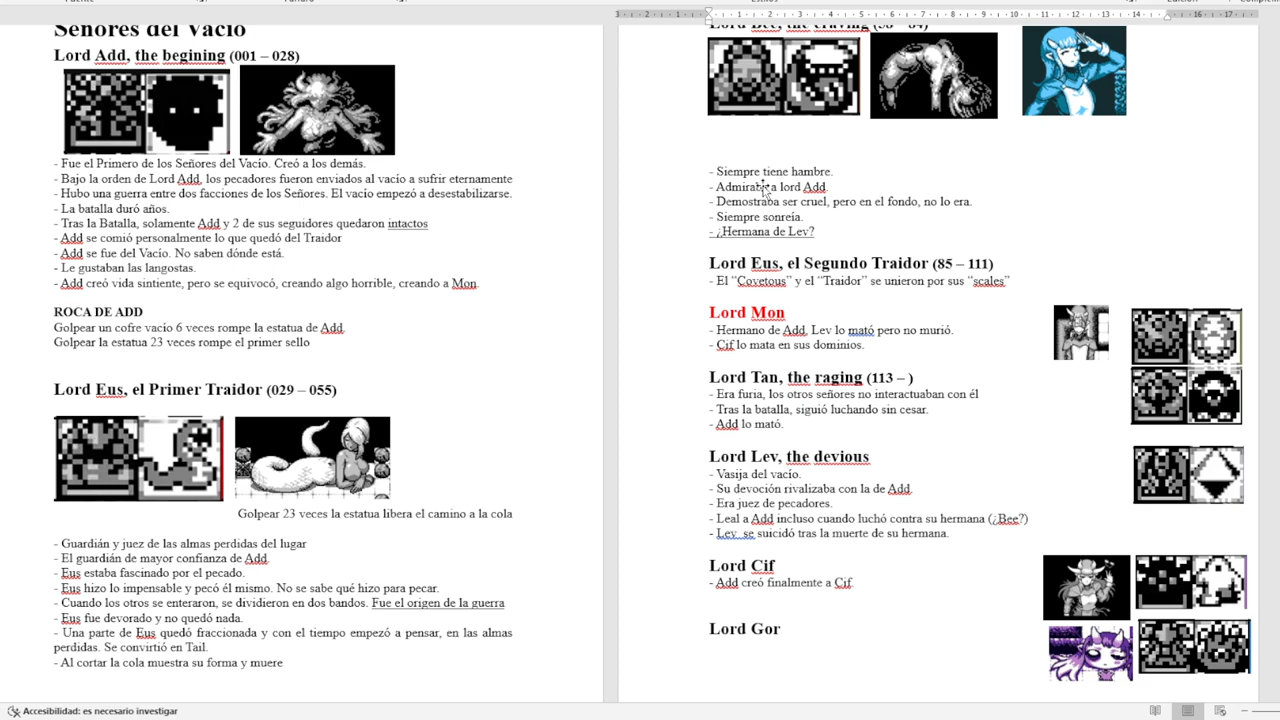 Señores del Vacío
Lord Add, the begining (001 – 028)
- Fue el Primero de los Señores del Vacío. Creó a los demás.
- Bajo la orden de Lord Add, los pecadores fueron enviados al vacío a sufrir eternamente
- Hubo una guerra entre dos facciones de los Señores. El vacío empezó a desestabilizarse.
- La batalla duró años.
- Tras la Batalla, solamente Add y 2 de sus seguidores quedaron intactos
- Add se comió personalmente lo que quedó del Traidor
- Add se fue del Vacío. No saben dónde está.
- Le gustaban las langostas.
- Add creó vida sintiente, pero se equivocó, creando algo horrible, creando a Mon.
ROCA DE ADD
Golpear un cofre vacío 6 veces rompe la estatua de Add.
Golpear la estatua 23 veces rompe el primer sello
Lord Eus, el Primer Traidor (029 – 055)
Golpear 23 veces la estatua libera el camino a la cola
- Guardián y juez de las almas perdidas del lugar
- El guardián de mayor confianza de Add.
- Eus estaba fascinado por el pecado.
- Eus hizo lo impensable y pecó él mismo. No se sabe qué hizo para pecar.
- Cuando los otros se enteraron, se dividieron en dos bandos. Fue el origen de la guerra
- Eus fue devorado y no quedó nada.
- Una parte de Eus quedó fraccionada y con el tiempo empezó a pensar, en las almas
perdidas. Se convirtió en Tail.
- Al cortar la cola muestra su forma y muere
- Siempre tiene hambre.
- Admiraba a lord Add.
- Demostraba ser cruel, pero en el fondo, no lo era.
- Siempre sonreía.
- ¿Hermana de Lev?
Lord Eus, el Segundo Traidor (85 – 111)
- El “Covetous” y el “Traidor” se unieron por sus “scales”
Lord Mon
- Hermano de Add, Lev lo mató pero no murió.
- Cif lo mata en sus dominios.
Lord Tan, the raging (113 – )
- Era furia, los otros señores no interactuaban con él
- Tras la batalla, siguió luchando sin cesar.
- Add lo mató.
Lord Lev, the devious
- Vasija del vacío.
- Su devoción rivalizaba con la de Add.
- Era juez de pecadores.
- Leal a Add incluso cuando luchó contra su hermana (¿Bee?)
- Lev se suicidó tras la muerte de su hermana.
Lord Cif
- Add creó finalmente a Cif.
Lord Gor
Accesibilidad: es necesario investigar